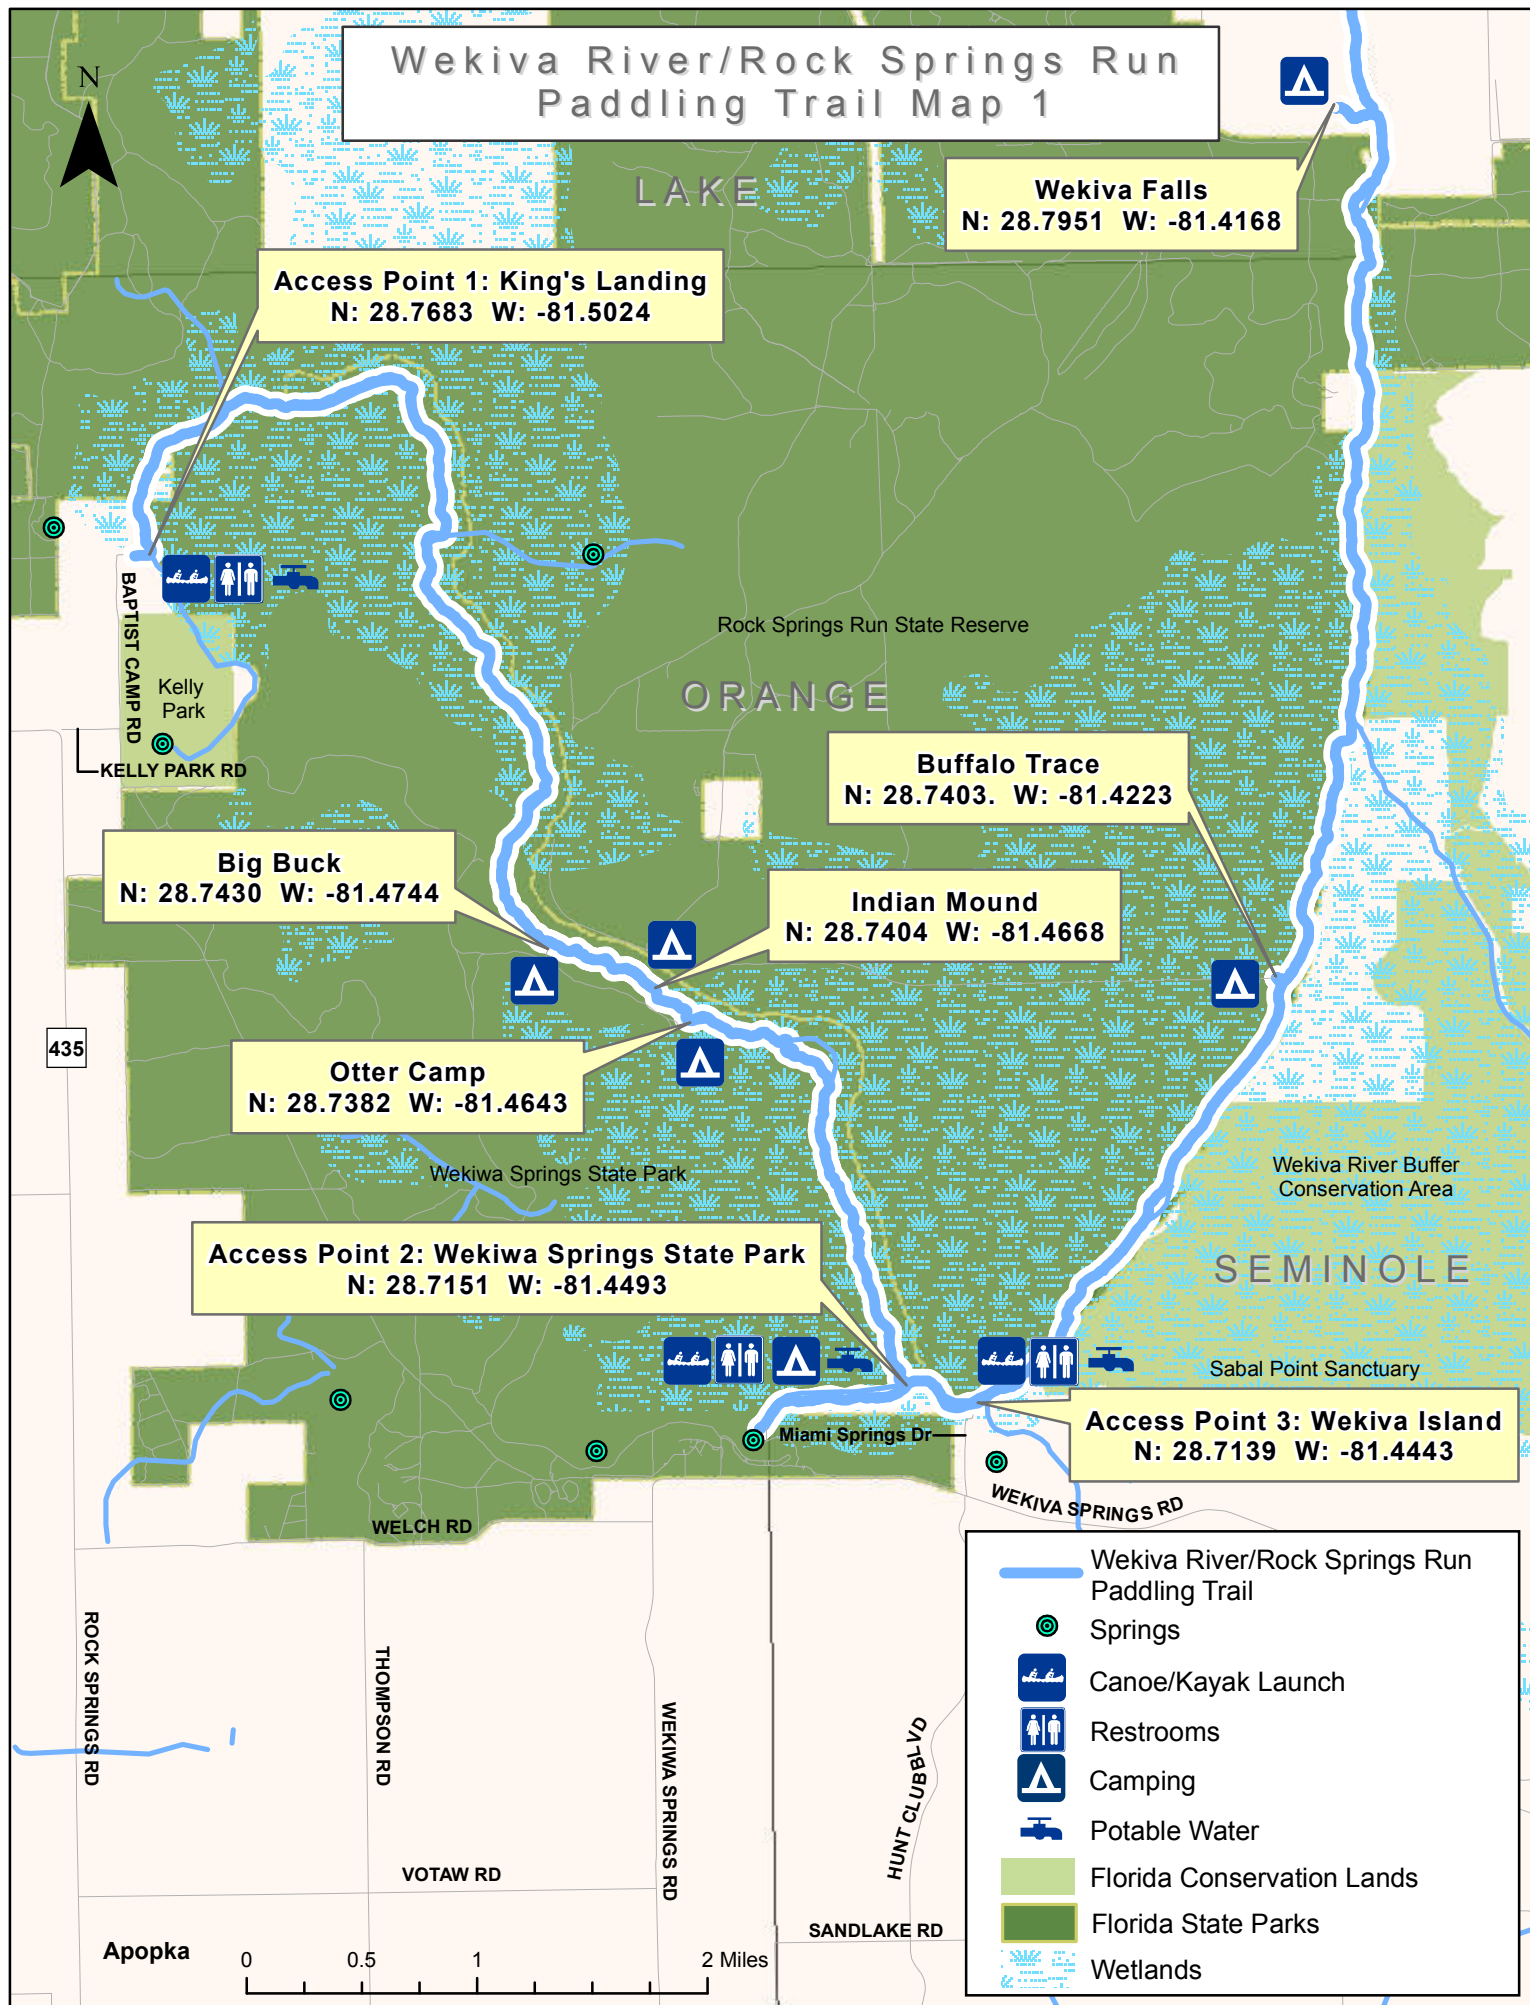 Wekiva River/Rock Springs Run
Paddling Trail Map 1
N
LAKE
Wekiva Falls
N: 28.7951 W: -81.4168
Access Point 1: King's Landing
N: 28.7683 W: -81.5024
BAPTIST CAMP RD
Kelly
Park
KELLY PARK RD
Rock Springs Run State Reserve
ORANGE
Buffalo Trace
N: 28.7403. W: -81.4223
Big Buck
N: 28.7430 W: -81.4744
Indian Mound
N: 28.7404 W: -81.4668
435
Otter Camp
N: 28.7382 W: -81.4643
Wekiwa Springs State Park
Wekiva River Buffer
Conservation Area
Access Point 2: Wekiwa Springs State Park
N: 28.7151 W: -81.4493
SEMINOLE
Sabal Point Sanctuary
Access Point 3: Wekiva Island
N: 28.7139 W: -81.4443
Miami Springs Dr
WEKIVA SPRINGS RD
WELCH RD
ROCK SPRINGS RD
THOMPSON RD
WEKIWA SPRINGS RD
HUNT CLUB BLVD
VOTAW RD
SANDLAKE RD
Apopka
0 0.5 1 2 Miles
Wekiva River/Rock Springs Run
Paddling Trail
Springs
Canoe/Kayak Launch
Restrooms
Camping
Potable Water
Florida Conservation Lands
Florida State Parks
Wetlands